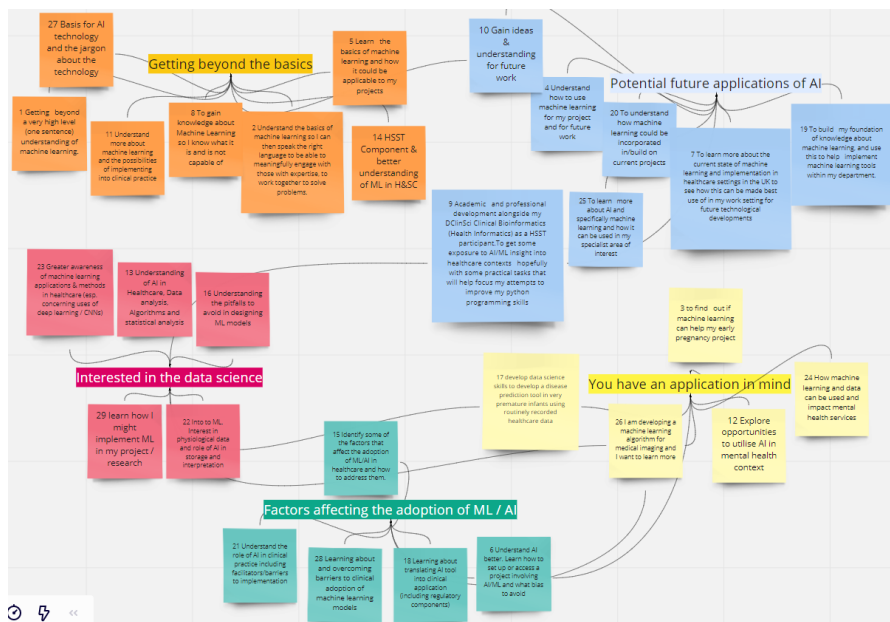 27 Basis for AI
technology
and the jargon
about the
technology
Getting beyond the basics
5 Learn the
basics of machine
learning and how
it could be
applicable to my
projects
1 Getting beyond
a very high level
(one sentence)
understanding of
machine learning.
11 Understand
more about
machine learning
and the possibilities
of implementing
into clinical practice
8 To gain
knowledge about
Machine Learning
so I know what it
is and is not
capable of
2 Understand the basics of
machine learning so I can
then speak the right
language to be able to
meaningfully engage with
those with expertise, to
work together to solve
problems.
14 HSST
Component &
better
understanding
of ML in H&SC
10 Gain ideas
&
understanding
for future
work
Potential future applications of AI
4 Understand
how to use
machine learning
for my project
and for future
work
20 To understand
how machine
learning could be
incorporated
in/build on
current projects
7 To learn more about the
current state of machine
learning and implementation in
healthcare settings in the UK to
see how this can be made best
use of in my work setting for
future technological
developments
19 To build my foundation
of knowledge about
machine learning, and use
this to help implement
machine learning tools
within my department.
9 Academic and professional
development alongside my
DClinSci Clinical Bioinformatics
(Health Informatics) as a HSST
participant.To get some
exposure to AI/ML insight into
healthcare contexts hopefully
with some practical tasks that
will help focus my attempts to
improve my python
programming skills
25 To learn more
about AI and
specifically machine
learning and how it
can be used in my
specialist area of
interest
23 Greater awareness
of machine learning
applications & methods
in healthcare (esp.
concerning uses of
deep learning / CNNs)
13 Understanding
of AI in
Healthcare, Data
analysis,
Algorithms and
statistical analysis
16 Understanding
the pitfalls to
avoid in designing
ML models
Interested in the data science
29 learn how I
might
implement ML
in my project /
research
22 Into to ML.
Interest in
physiological data
and role of AI in
storage and
interpretation
3 to find out if
machine learning
can help my early
pregnancy project
17 develop data science
skills to develop a disease
prediction tool in very
premature infants using
routinely recorded
healthcare data
You have an application in mind
24 How machine
learning and data
can be used and
impact mental
health services
26 I am developing a
machine learning
algorithm for
medical imaging and
I want to learn more
12 Explore
opportunities
to utilise AI in
mental health
context
15 Identify some of
the factors that
affect the adoption
of ML/AI in
healthcare and how
to address them.
Factors affecting the adoption of ML / AI
21 Understand the
role of AI in clinical
practice including
facilitators/barriers
to implementation
28 Learning about
and overcoming
barriers to clinical
adoption of
machine learning
models
18 Learning about
translating AI tool
into clinical
application
(including regulatory
components)
6 Understand AI
better. Learn how to
set up or access a
project involving
AI/ML and what bias
to avoid